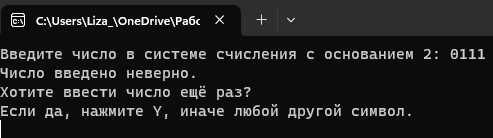 C:\Users\Liza_\OneDrive\Рабо
Введите число в системе счисления с основанием 2: 0111
Число введено неверно.
Хотите ввести число ещё раз?
Если да, нажмите Y, иначе любой другой символ.